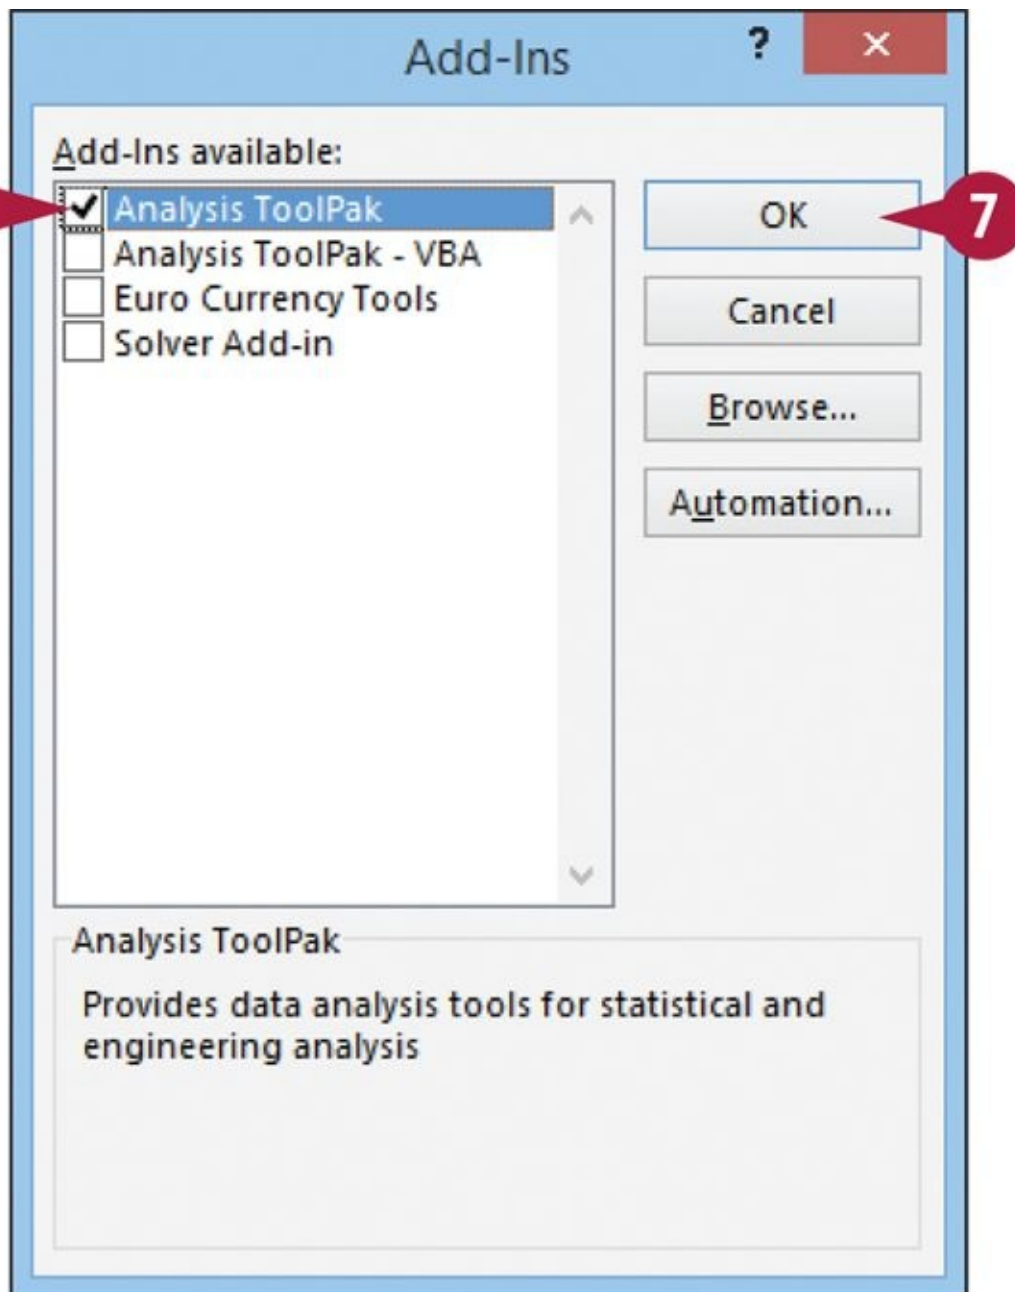 Add-Ins ?
Add-Ins available:
Analysis ToolPak
Analysis ToolPak - VBA
Euro Currency Tools
Solver Add-in
OK
7
Cancel
Browse...
Automation...
Analysis ToolPak
Provides data analysis tools for statistical and
engineering analysis